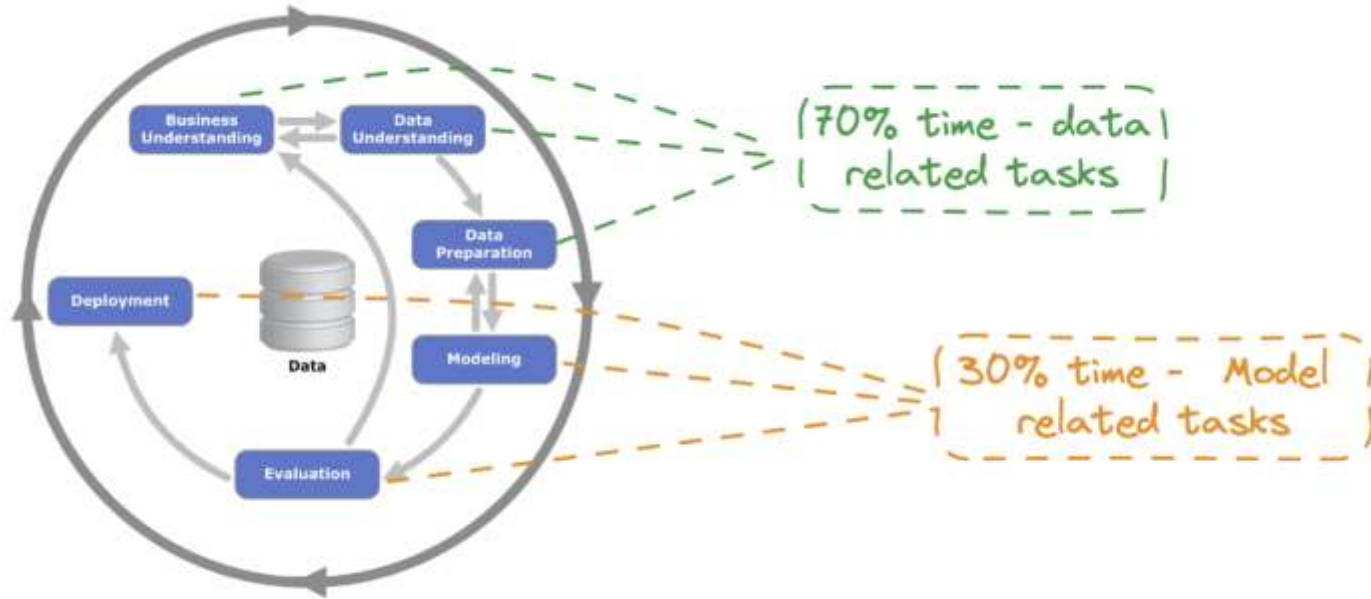 Business
Understanding
Data
Understanding
70% time - data
related tasks
Data
Preparation
Deployment
Data
Modeling
30% time - Model
related tasks
Evaluation